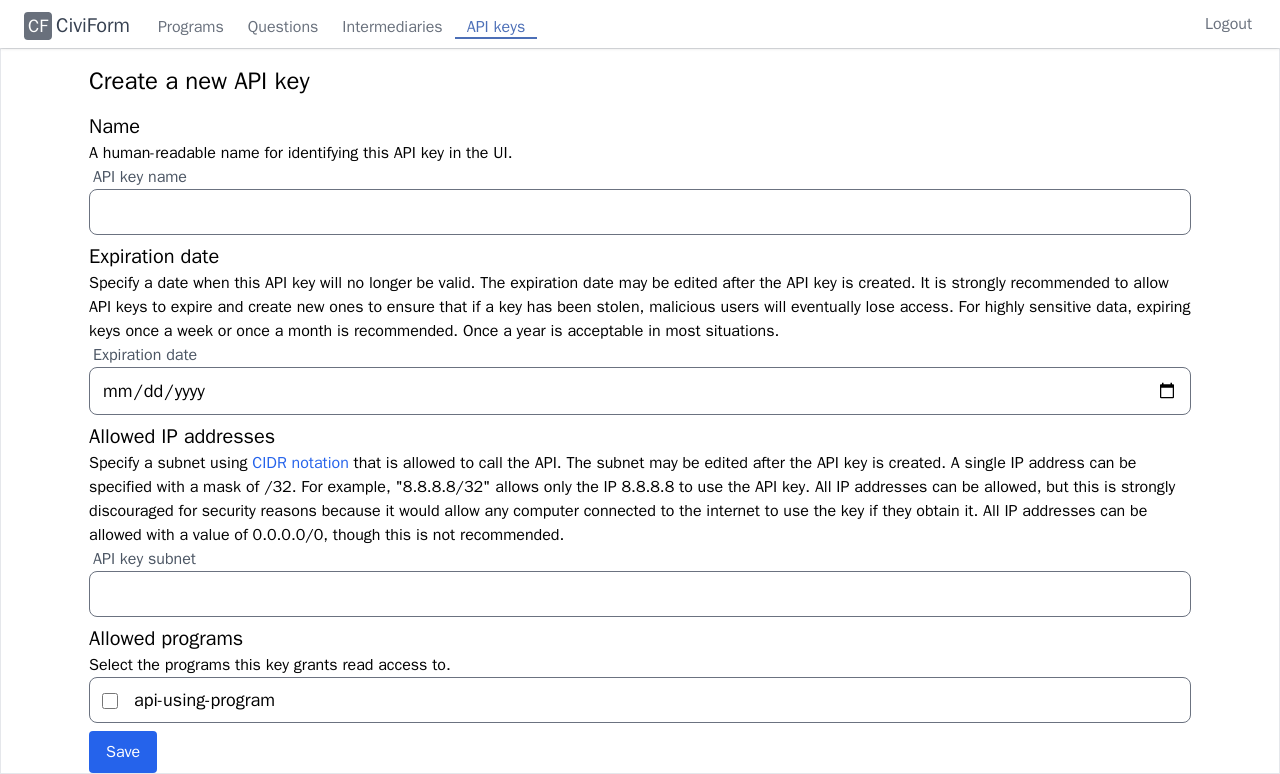 CF CiviForm Programs Questions Intermediaries API keys Logout
Create a new API key
Name
A human-readable name for identifying this API key in the UI.
API key name
Expiration date
Specify a date when this API key will no longer be valid. The expiration date may be edited after the API key is created. It is strongly recommended to allow
API keys to expire and create new ones to ensure that if a key has been stolen, malicious users will eventually lose access. For highly sensitive data, expiring
keys once a week or once a month is recommended. Once a year is acceptable in most situations.
Expiration date
mm/dd/yyyy
Allowed IP addresses
Specify a subnet using CIDR notation that is allowed to call the API. The subnet may be edited after the API key is created. A single IP address can be
specified with a mask of /32. For example, "8.8.8.8/32" allows only the IP 8.8.8.8 to use the API key. All IP addresses can be allowed, but this is strongly
discouraged for security reasons because it would allow any computer connected to the internet to use the key if they obtain it. All IP addresses can be
allowed with a value of 0.0.0.0/0, though this is not recommended.
API key subnet
Allowed programs
Select the programs this key grants read access to.
api-using-program
Save